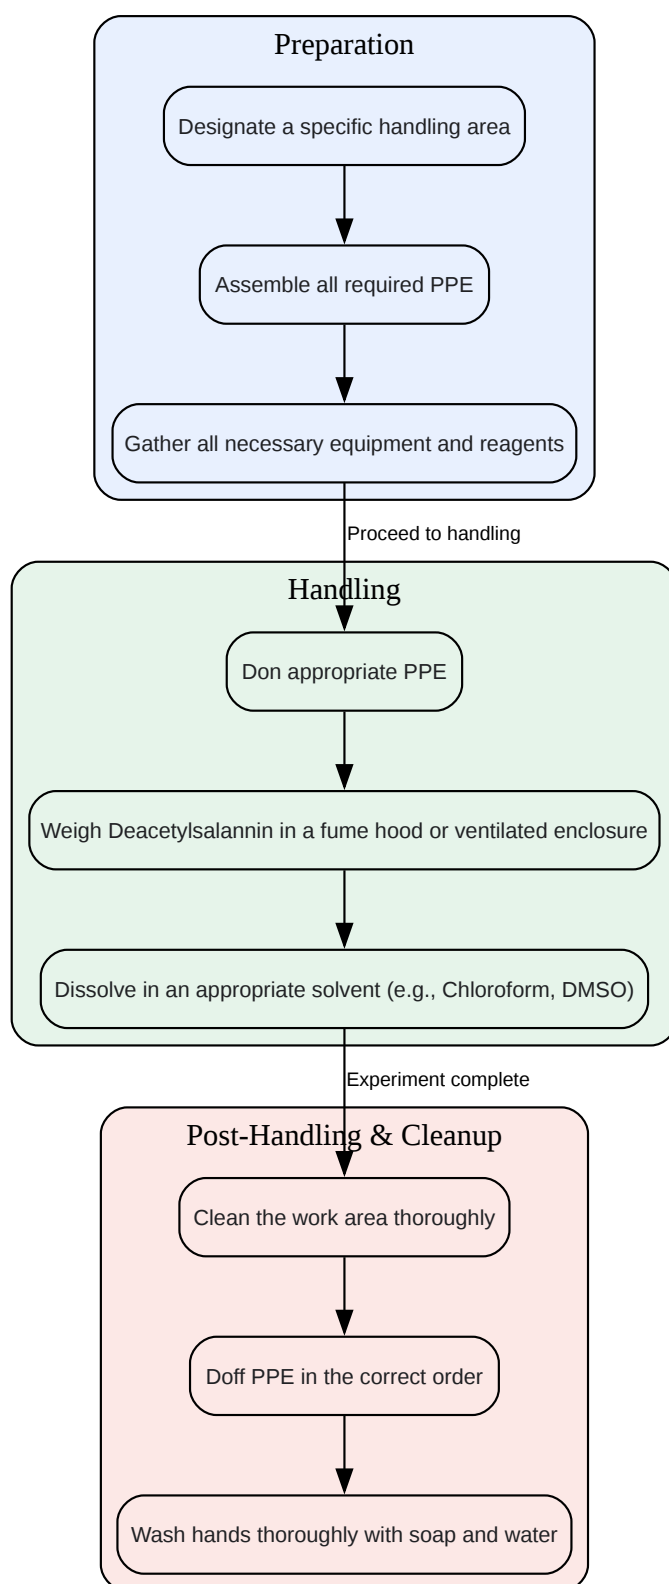 Preparation
Designate a specific handling area
Assemble all required PPE
Gather all necessary equipment and reagents
Proceed to handling
Handling
Don appropriate PPE
Weigh Deacetylsalannin in a fume hood or ventilated enclosure
Dissolve in an appropriate solvent (e.g., Chloroform, DMSO)
Experiment complete
Post-Handling & Cleanup
Clean the work area thoroughly
Doff PPE in the correct order
Wash hands thoroughly with soap and water